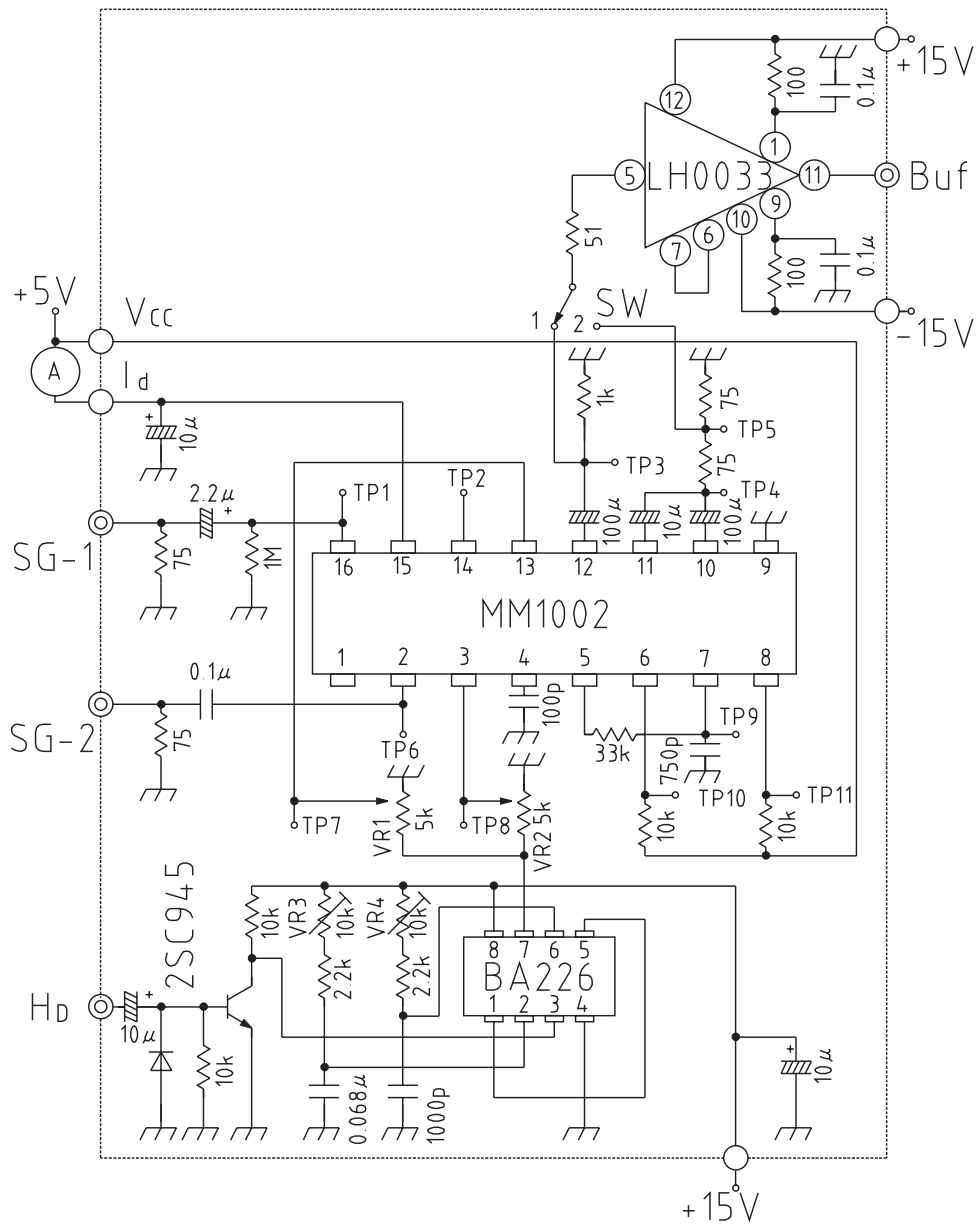 +15V
100
0.1μ
12
1
5
LH0033
11
Buf
9
10
6
7
51
100
0.1μ
-15V
+5V
Vcc
A
Id
1
2
SW
1k
75
TP5
75
TP3
TP4
+
10μ
TP1
TP2
100μ
10μ
100μ
2.2μ
+
SG-1
75
1M
16
15
14
13
12
11
10
9
MM1002
1
2
3
4
5
6
7
8
0.1μ
SG-2
75
100p
TP6
33k
TP9
750p
TP10
TP11
TP7
VR1
5k
TP8
VR2
5k
10k
10k
2SC945
10k
VR3
10k
VR4
10k
2.2k
2.2k
8
7
6
5
BA226
1
2
3
4
HD
+
10μ
10k
0.068μ
1000p
+
10μ
+15V